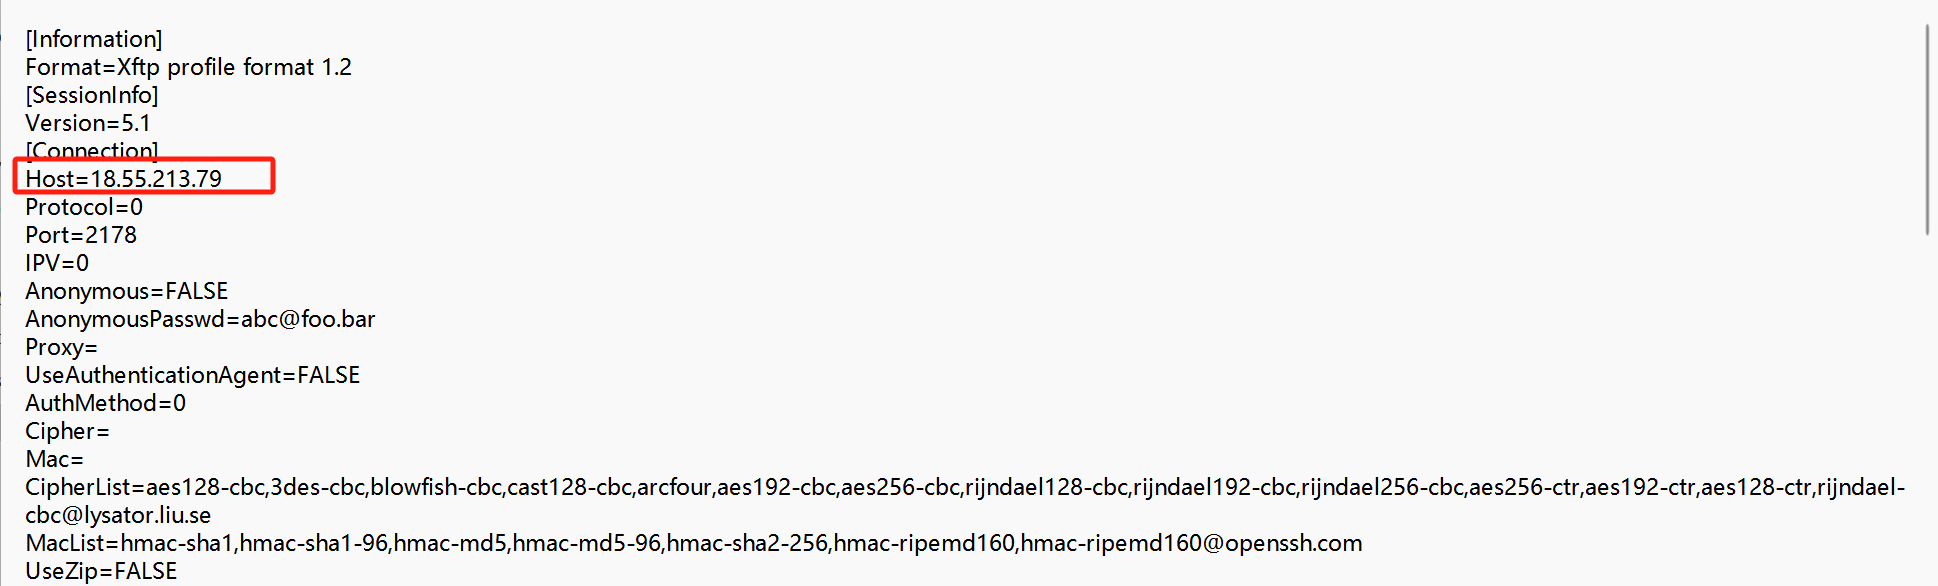 [Information]
Format=Xftp profile format 1.2
[SessionInfo]
Version=5.1
[Connection]
Host=18.55.213.79
Protocol=0
Port=2178
IPV=0
Anonymous=FALSE
AnonymousPasswd=abc@foo.bar
Proxy=
UseAuthenticationAgent=FALSE
AuthMethod=0
Cipher=
Mac=
CipherList=aes128-cbc,3des-cbc,blowfish-cbc,cast128-cbc,arcfour,aes192-cbc,aes256-cbc,rijndael128-cbc,rijndael192-cbc,rijndael256-cbc,aes256-ctr,aes192-ctr,aes128-ctr,rijndael-
cbc@lysator.liu.se
MacList=hmac-sha1,hmac-sha1-96,hmac-md5,hmac-md5-96,hmac-sha2-256,hmac-ripemd160,hmac-ripemd160@openssh.com
UseZip=FALSE